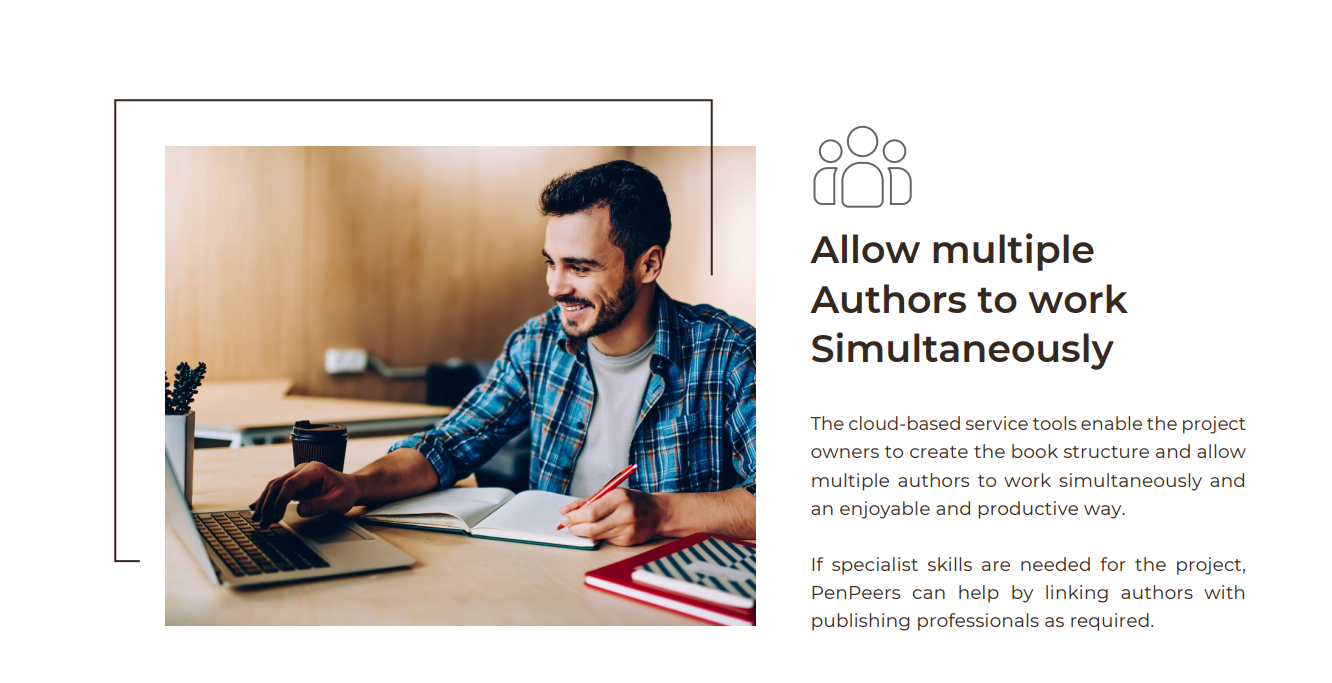 Allow multiple
Authors to work
Simultaneously
The cloud-based service tools enable the project
owners to create the book structure and allow
multiple authors to work simultaneously and
an enjoyable and productive way.
If specialist skills are needed for the project,
PenPeers can help by linking authors with
publishing professionals as required.